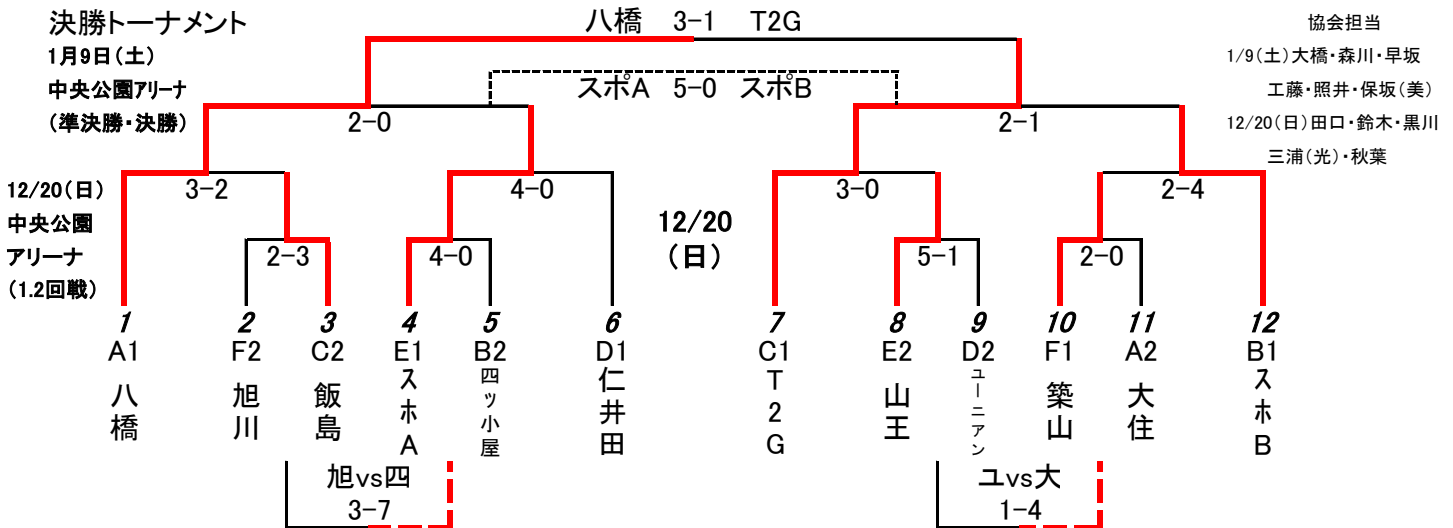 決勝トーナメント
1月9日(土)
中央公園アリーナ
(準決勝・決勝)
八橋 3-1 T2G
スポA 5-0 スポB
協会担当
1/9(土)大橋・森川・早坂
工藤・照井・保坂(美)
12/20(日)田口・鈴木・黒川
三浦(光)・秋葉
2-0
2-1
12/20(日)
中央公園
アリーナ
(1.2回戦)
3-2
4-0
12/20
(日)
3-0
2-4
2-3
4-0
5-1
2-0
1 2 3 4 5 6 7 8 9 10 11 12
A1 F2 C2 E1 B2 D1 C1 E2 D2 F1 A2 B1
八橋
旭川
飯島
スポA
四ッ小屋
仁井田
T2G
山王
ユーニアン
築山
大住
スポB
旭vs四
3-7
ユvs大
1-4